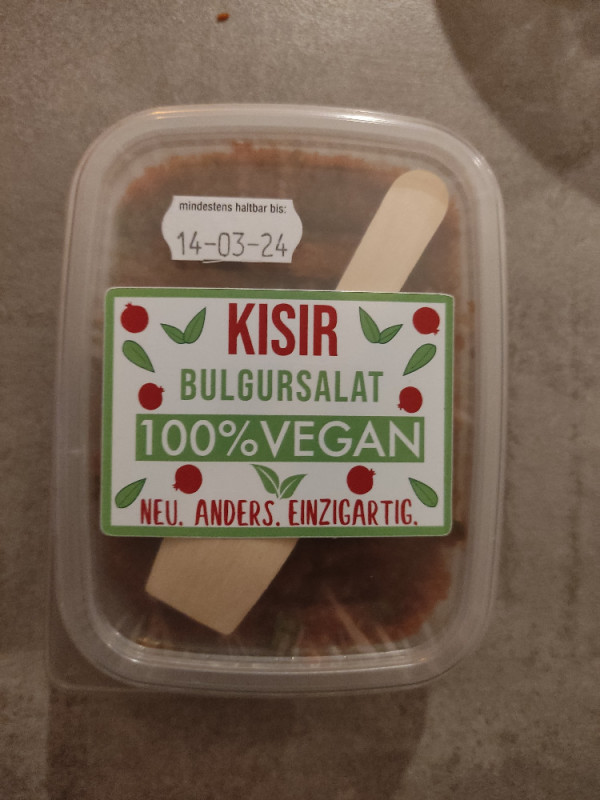 mindestens haltbar bis:
14-03-24
KISIR
BULGURSALAT
100% VEGAN
NEU. ANDERS. EINZIGARTIG.